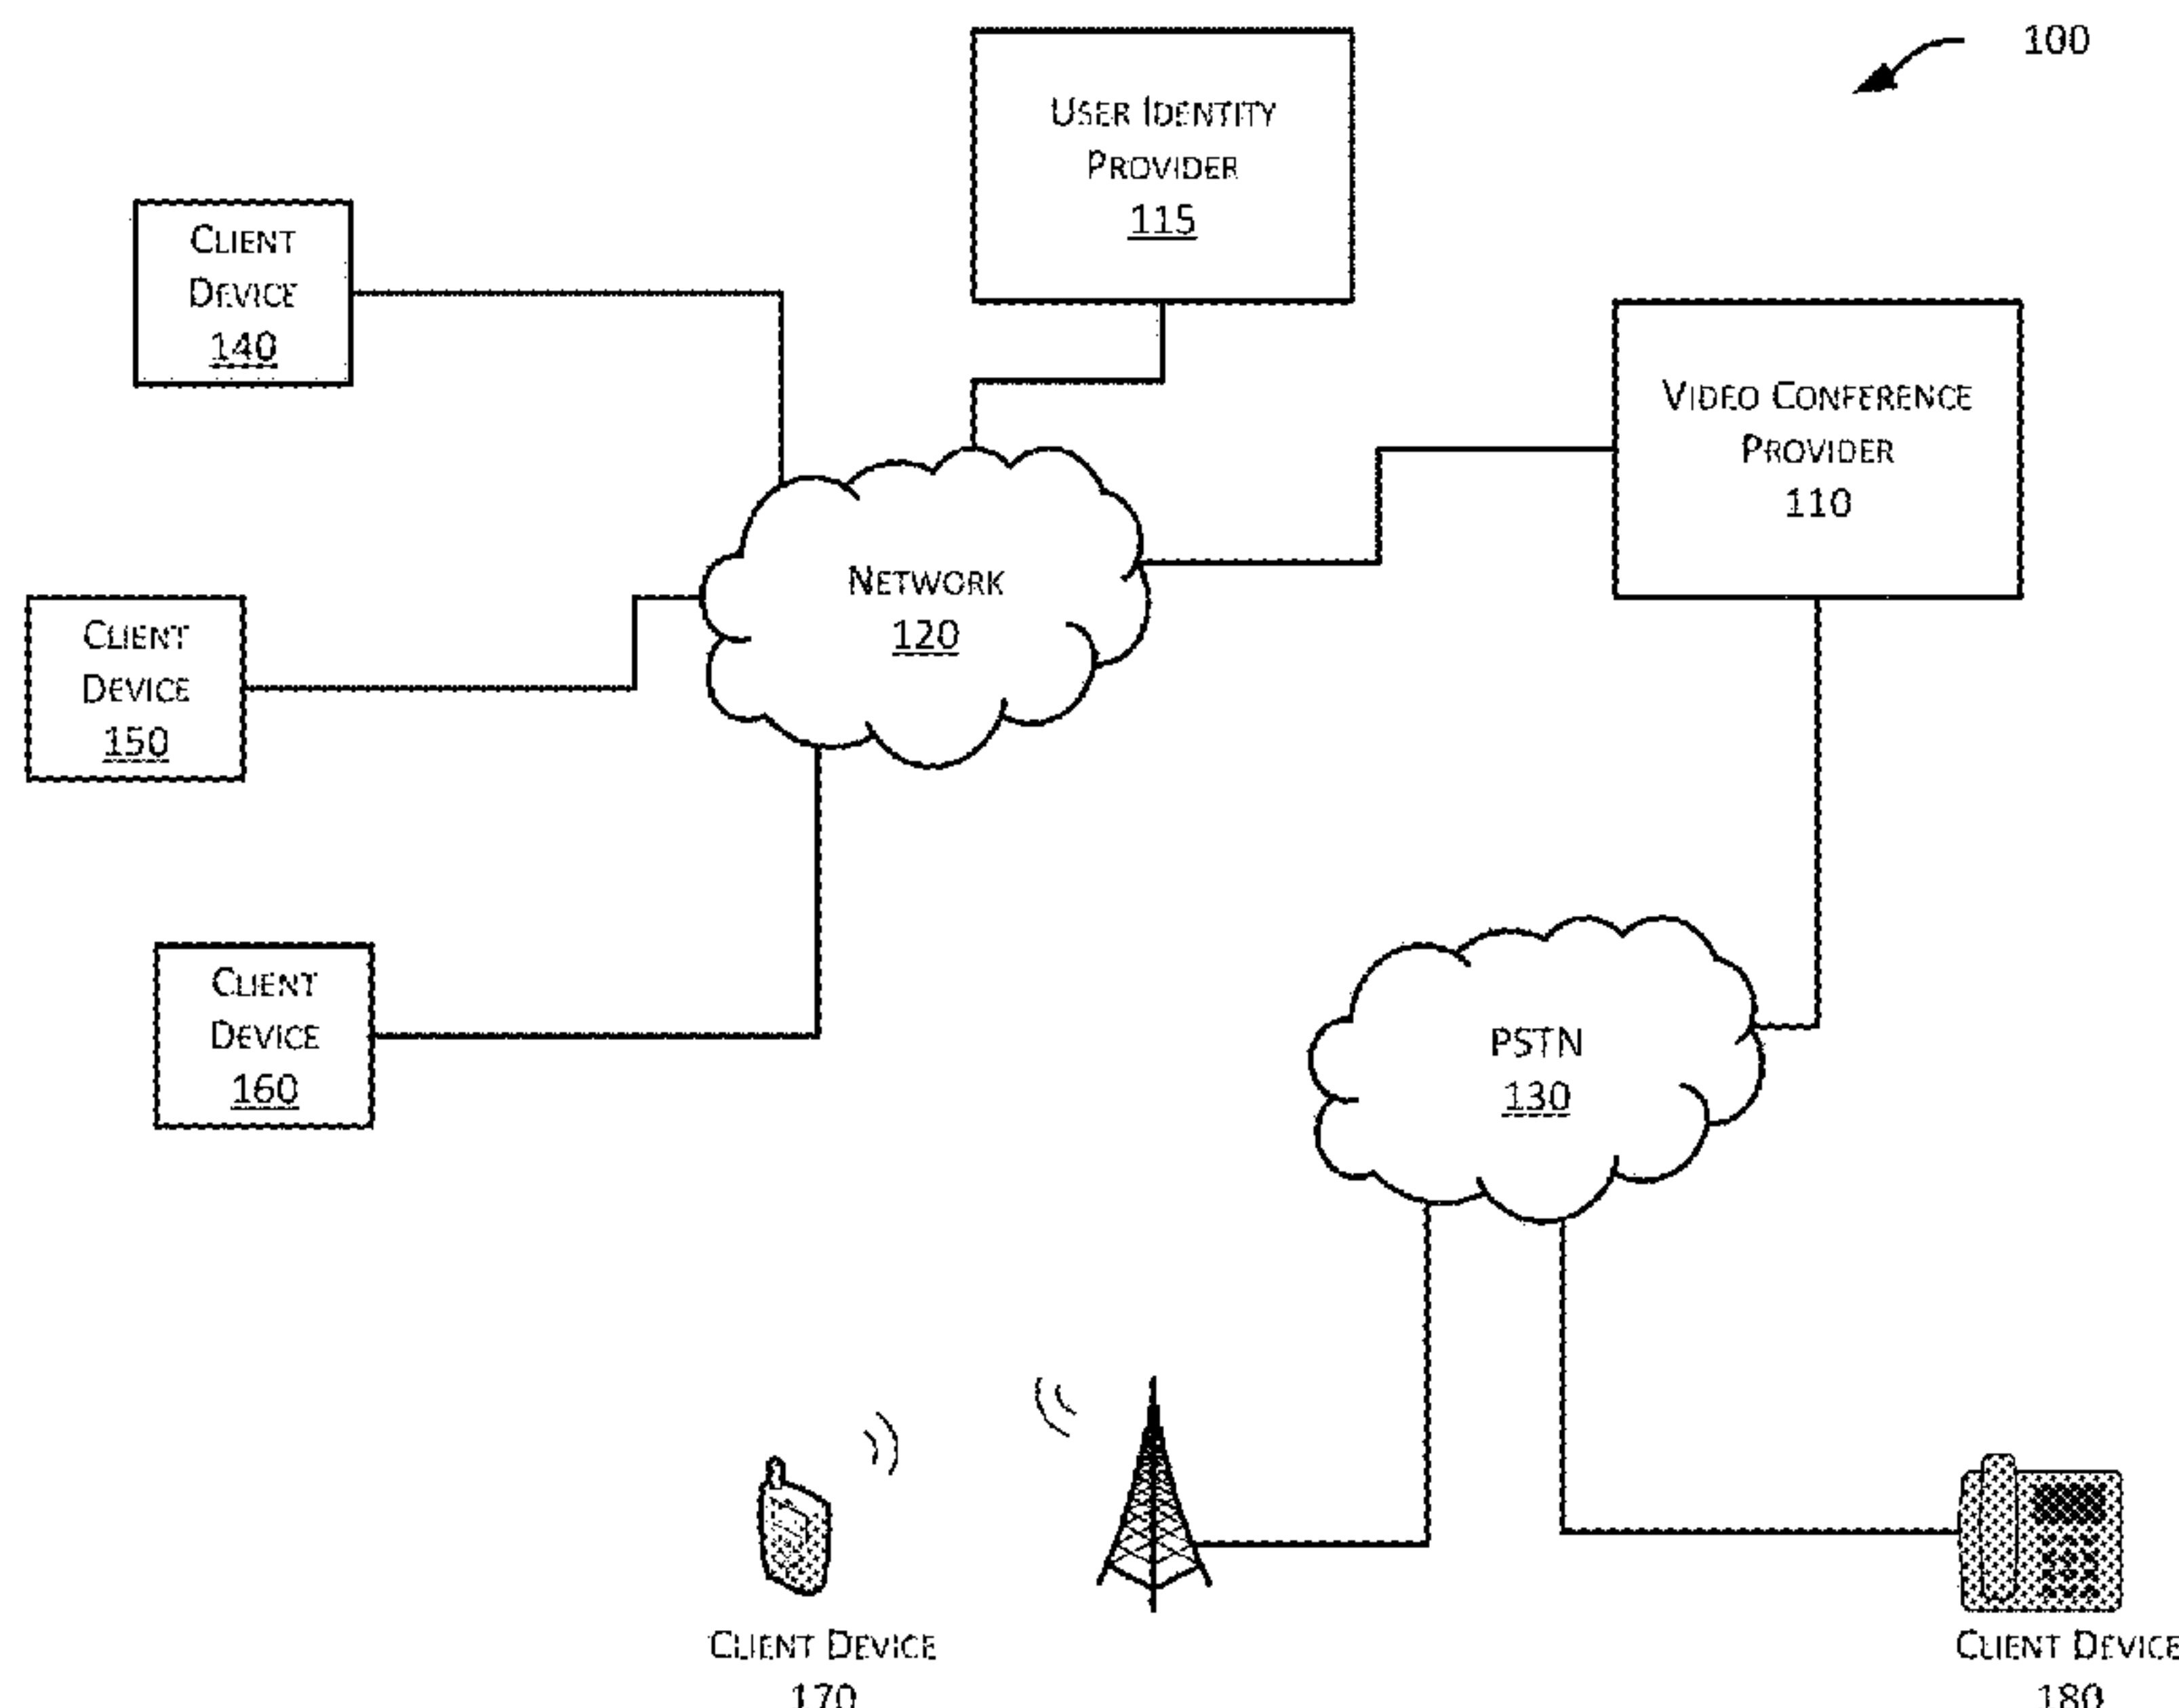 100
USER IDENTITY
PROVIDER
115
CLIENT
DEVICE
140
VIDEO CONFERENCE
PROVIDER
110
NETWORK
120
CLIENT
DEVICE
150
CLIENT
DEVICE
160
PSTN
130
CLIENT DEVICE
170
CLIENT DEVICE
180